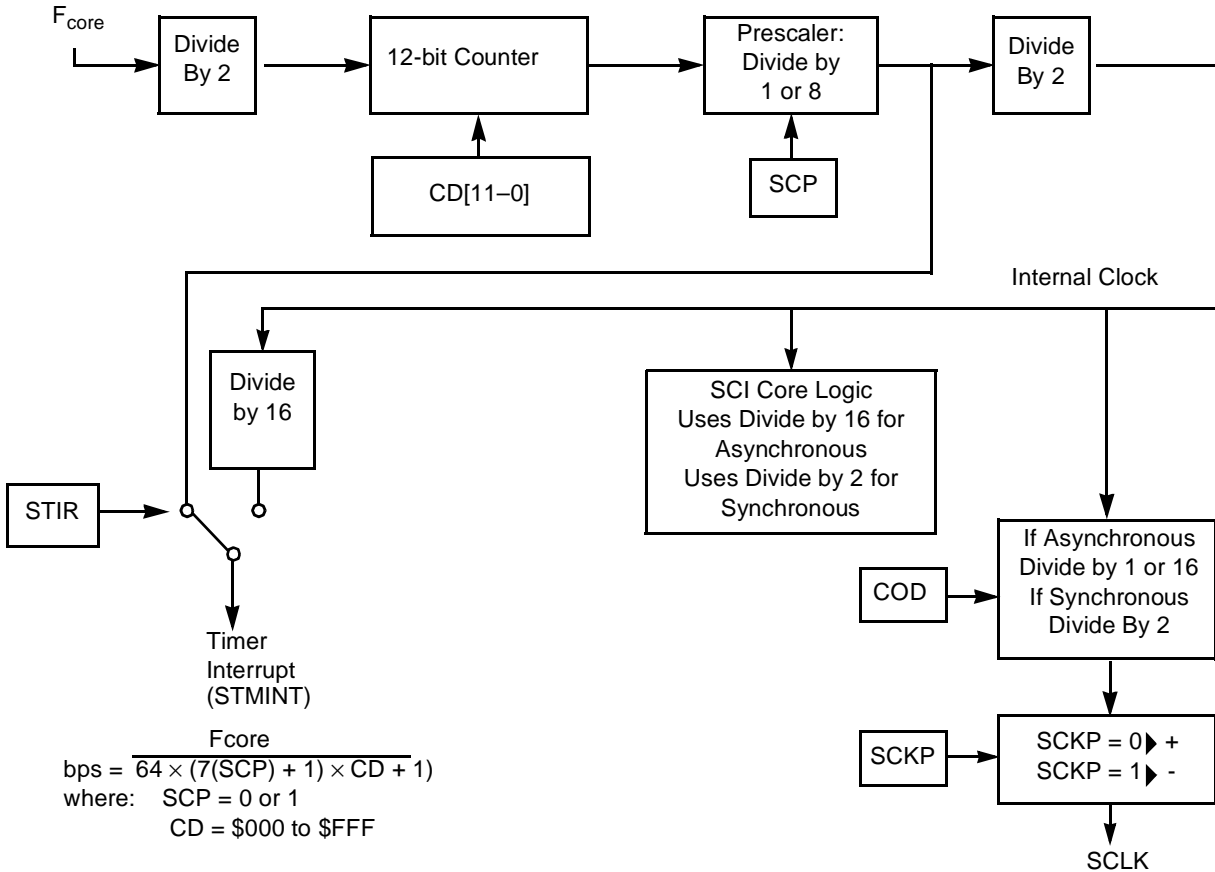 Fcore
Divide
By 2
12-bit Counter
Prescaler:
Divide by
1 or 8
Divide
By 2
CD[11–0]
SCP
Internal Clock
Divide
by 16
SCI Core Logic
Uses Divide by 16 for
Asynchronous
Uses Divide by 2 for
Synchronous
STIR
If Asynchronous
Divide by 1 or 16
If Synchronous
Divide By 2
COD
Timer
Interrupt
(STMINT)
SCKP
SCKP = 0 +
SCKP = 1 -
Fcore
bps = 64 × (7(SCP) + 1) × CD + 1)
where: SCP = 0 or 1
CD = $000 to $FFF
SCLK